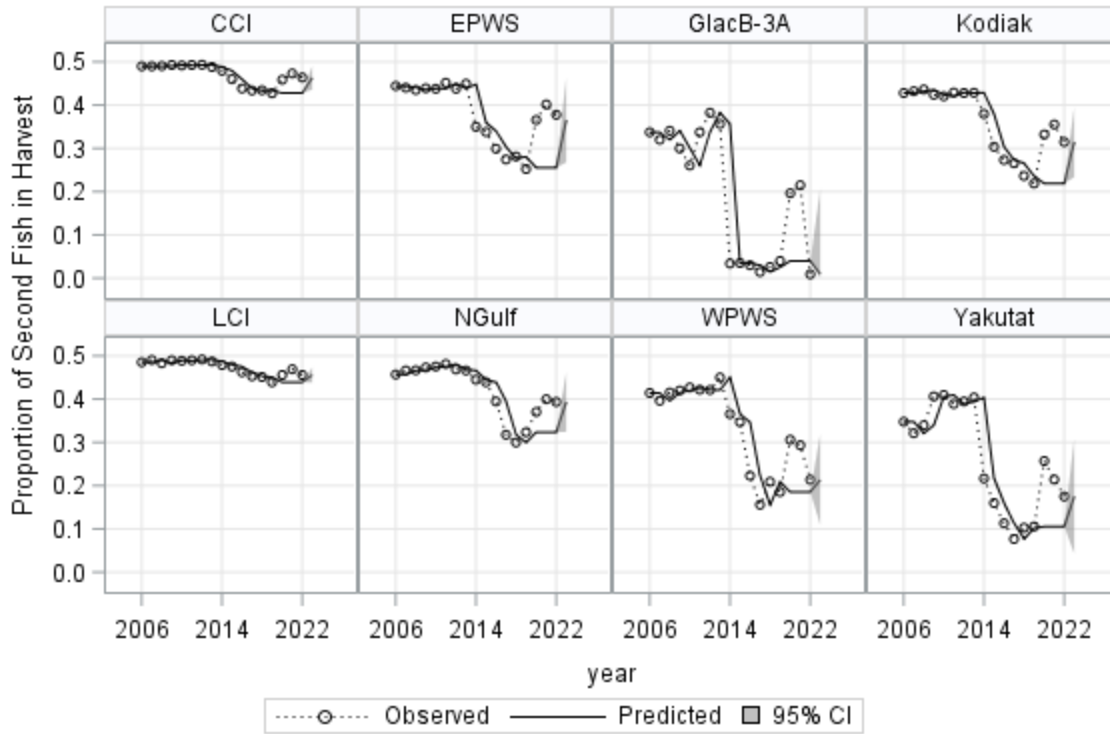 CCI EPWS GlacB-3A Kodiak
0.5
0.4
0.3
0.2
0.1
0.0
LCI NGulf WPWS Yakutat
0.5
0.4
0.3
0.2
0.1
0.0
Proportion of Second Fish in Harvest
2006 2014 2022 2006 2014 2022 2006 2014 2022 2006 2014 2022
year
Observed Predicted 95% CI